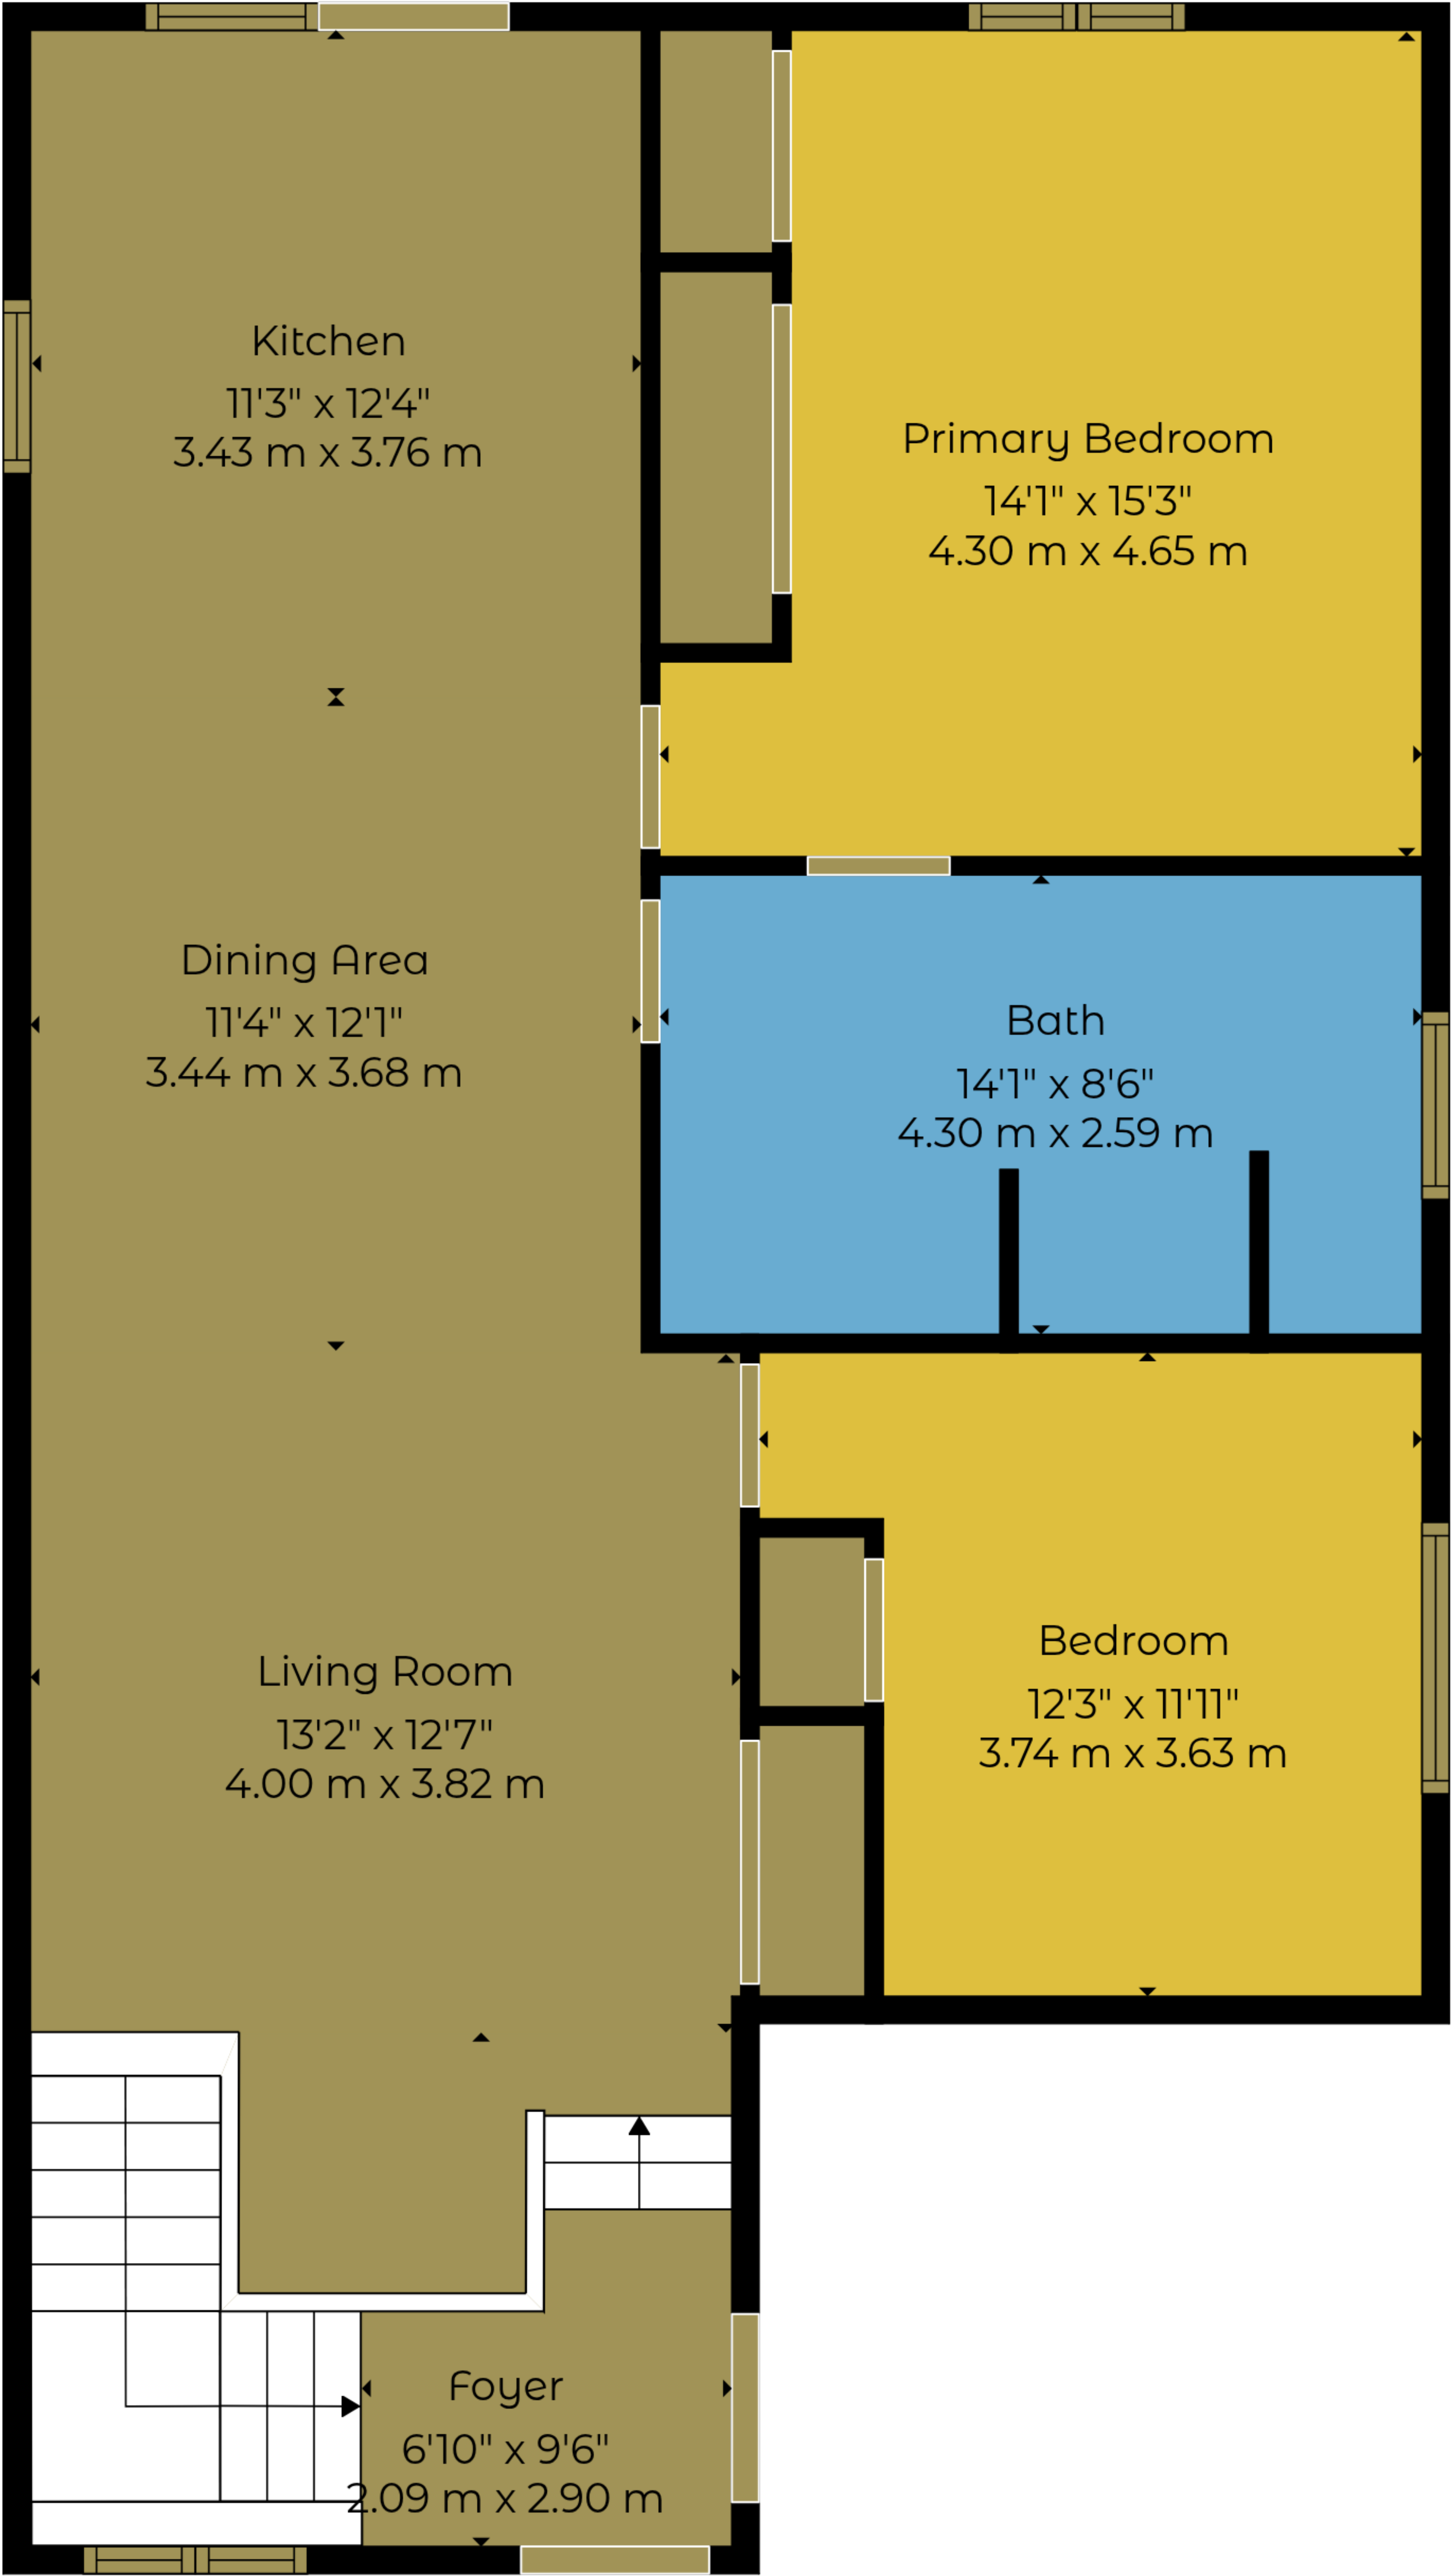 Kitchen
11'3" x 12'4"
3.43 m x 3.76 m
Primary Bedroom
14'1" x 15'3"
4.30 m x 4.65 m
Dining Area
11'4" x 12'1"
3.44 m x 3.68 m
Bath
14'1" x 8'6"
4.30 m x 2.59 m
Living Room
13'2" x 12'7"
4.00 m x 3.82 m
Bedroom
12'3" x 11'11"
3.74 m x 3.63 m
Foyer
6'10" x 9'6"
2.09 m x 2.90 m